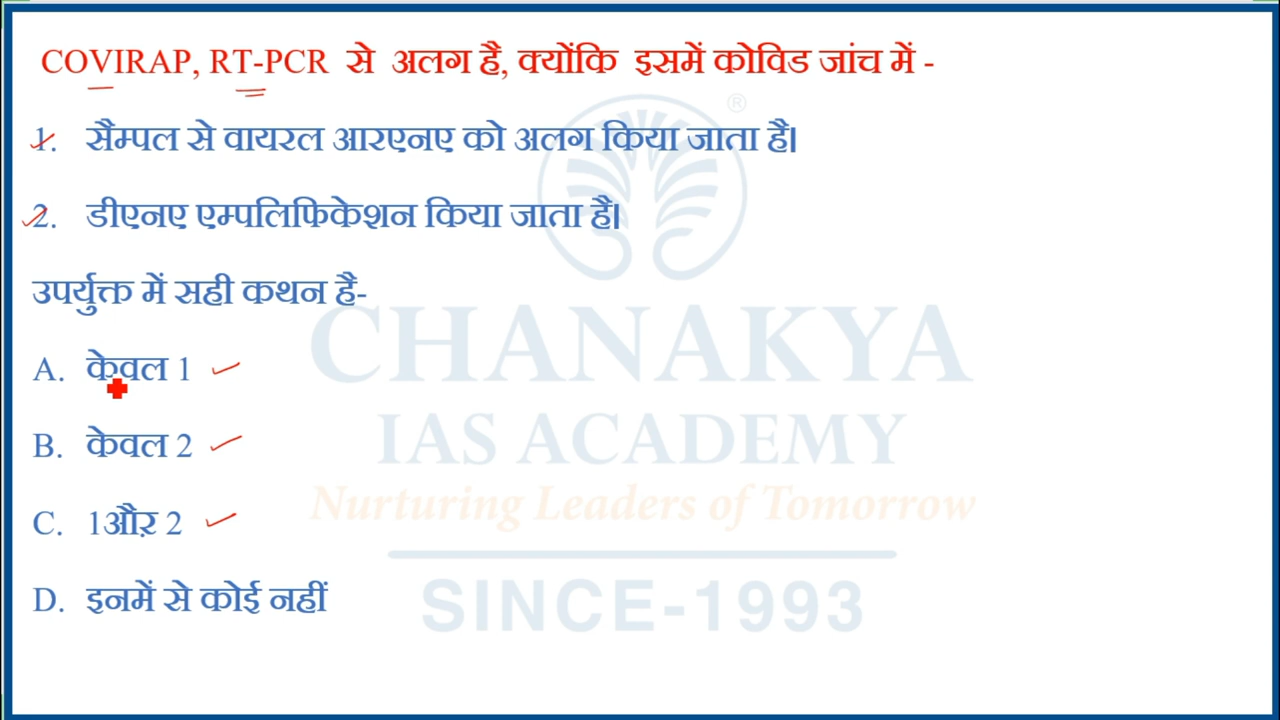 COVIRAP, RT-PCR से अलग है, क्योंकि इसमें कोविड जांच में -
1. सैम्पल से वायरल आरएनए को अलग किया जाता है।
2. डीएनए एम्पलिफिकेशन किया जाता है।
उपर्युक्त में सही कथन है-
A. केवल 1
B. केवल 2
C. 1और 2
D. इनमें से कोई नहीं
®
CHANAKYA
IAS ACADEMY
Nurturing Leaders of Tomorrow
SINCE-1993